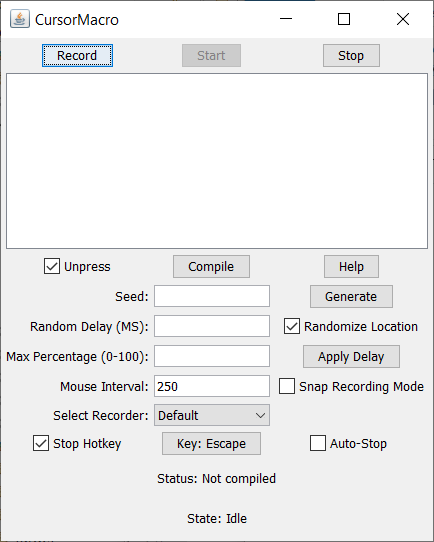 CursorMacro
Record Start Stop
Unpress Compile Help
Seed: Generate
Random Delay (MS): Randomize Location
Max Percentage (0-100): Apply Delay
Mouse Interval: 250 Snap Recording Mode
Select Recorder: Default
Stop Hotkey Key: Escape Auto-Stop
Status: Not compiled
State: Idle